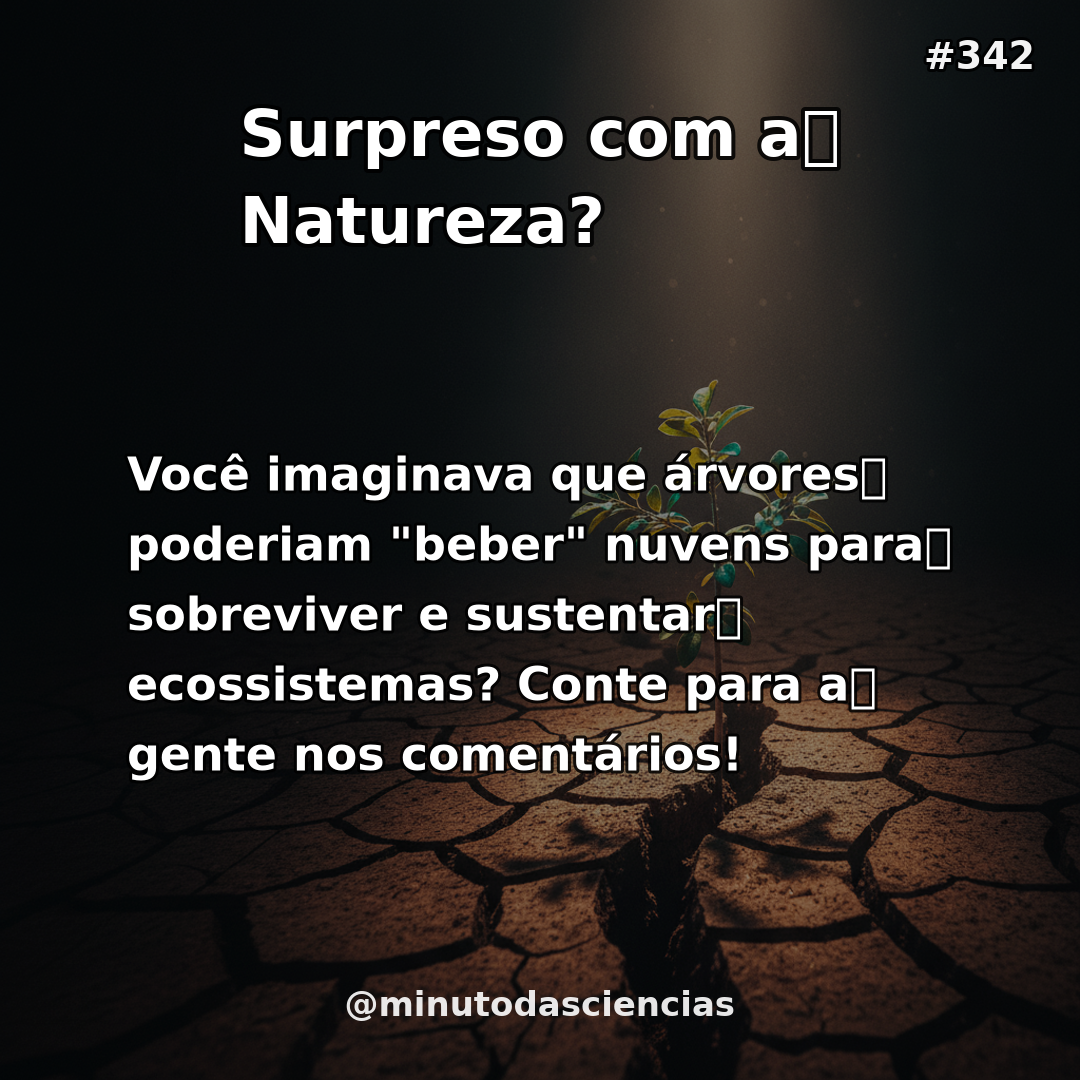 #342
Surpreso com a▯
Natureza?
Você imaginava que árvores▯
poderiam "beber" nuvens para▯
sobreviver e sustentar▯
ecossistemas? Conte para a▯
gente nos comentários!
@minutodasciencias